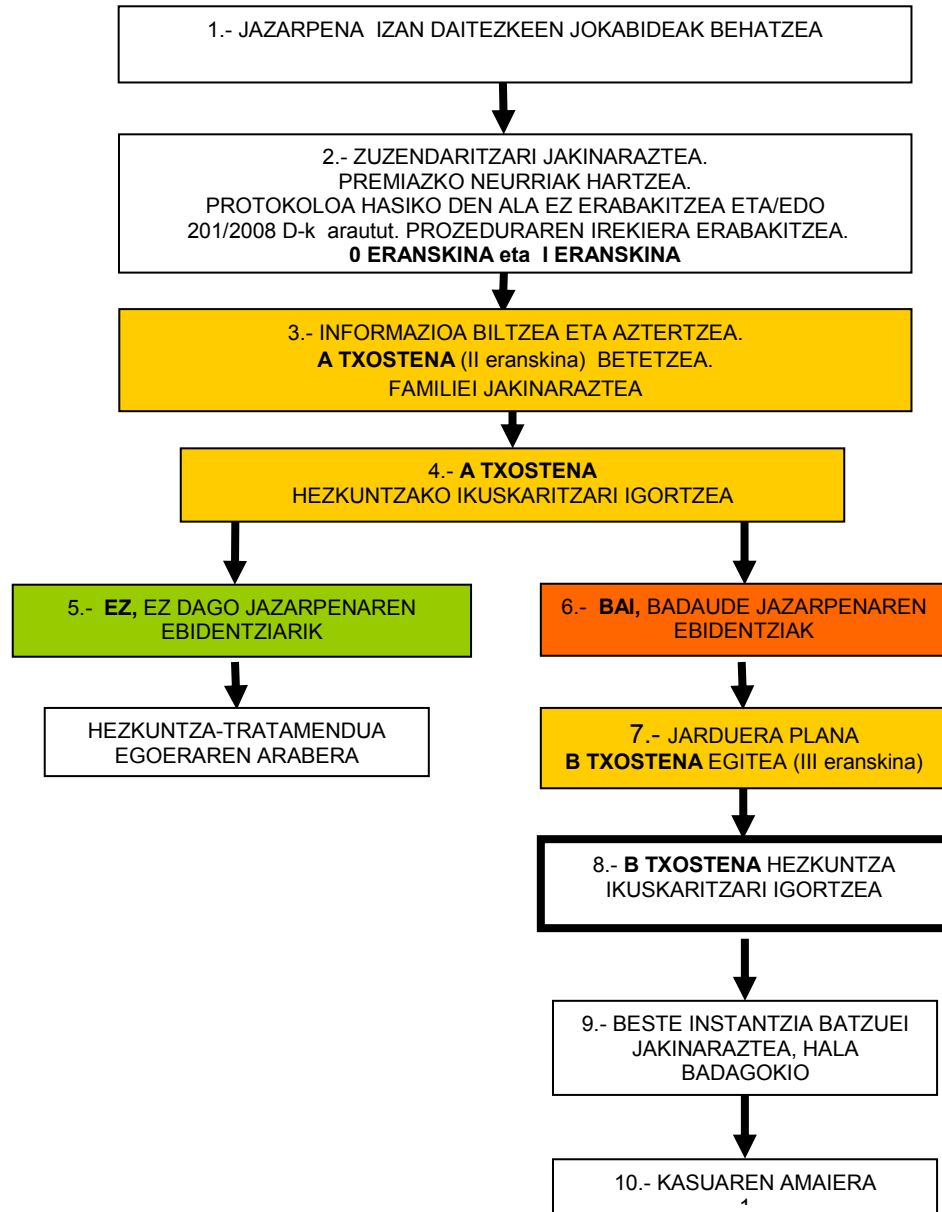 1.- JAZARPENA IZAN DAITEZKEEN JOKABIDEAK BEHATZEA
2.- ZUZENDARITZARI JAKINARAZTEA.
PREMIAZKO NEURRIAK HARTZEA.
PROTOKOLOA HASIKO DEN ALA EZ ERABAKITZEA ETA/EDO
201/2008 D-k arautut. PROZEDURAREN IREKIERA ERABAKITZEA.
0 ERANSKINA eta I ERANSKINA
3.- INFORMAZIOA BILTZEA ETA AZTERTZEA.
A TXOSTENA (II eranskina) BETETZEA.
FAMILIEI JAKINARAZTEA
4.- A TXOSTENA
HEZKUNTZAKO IKUSKARITZARI IGORTZEA
5.- EZ, EZ DAGO JAZARPENAREN
EBIDENTZIARIK
HEZKUNTZA-TRATAMENDUA
EGOERAREN ARABERA
6.- BAI, BADAUDE JAZARPENAREN
EBIDENTZIAK
7.- JARDUERA PLANA
B TXOSTENA EGITEA (III eranskina)
8.- B TXOSTENA HEZKUNTZA
IKUSKARITZARI IGORTZEA
9.- BESTE INSTANTZIA BATZUEI
JAKINARAZTEA, HALA
BADAGOKIO
10.- KASUAREN AMAIERA